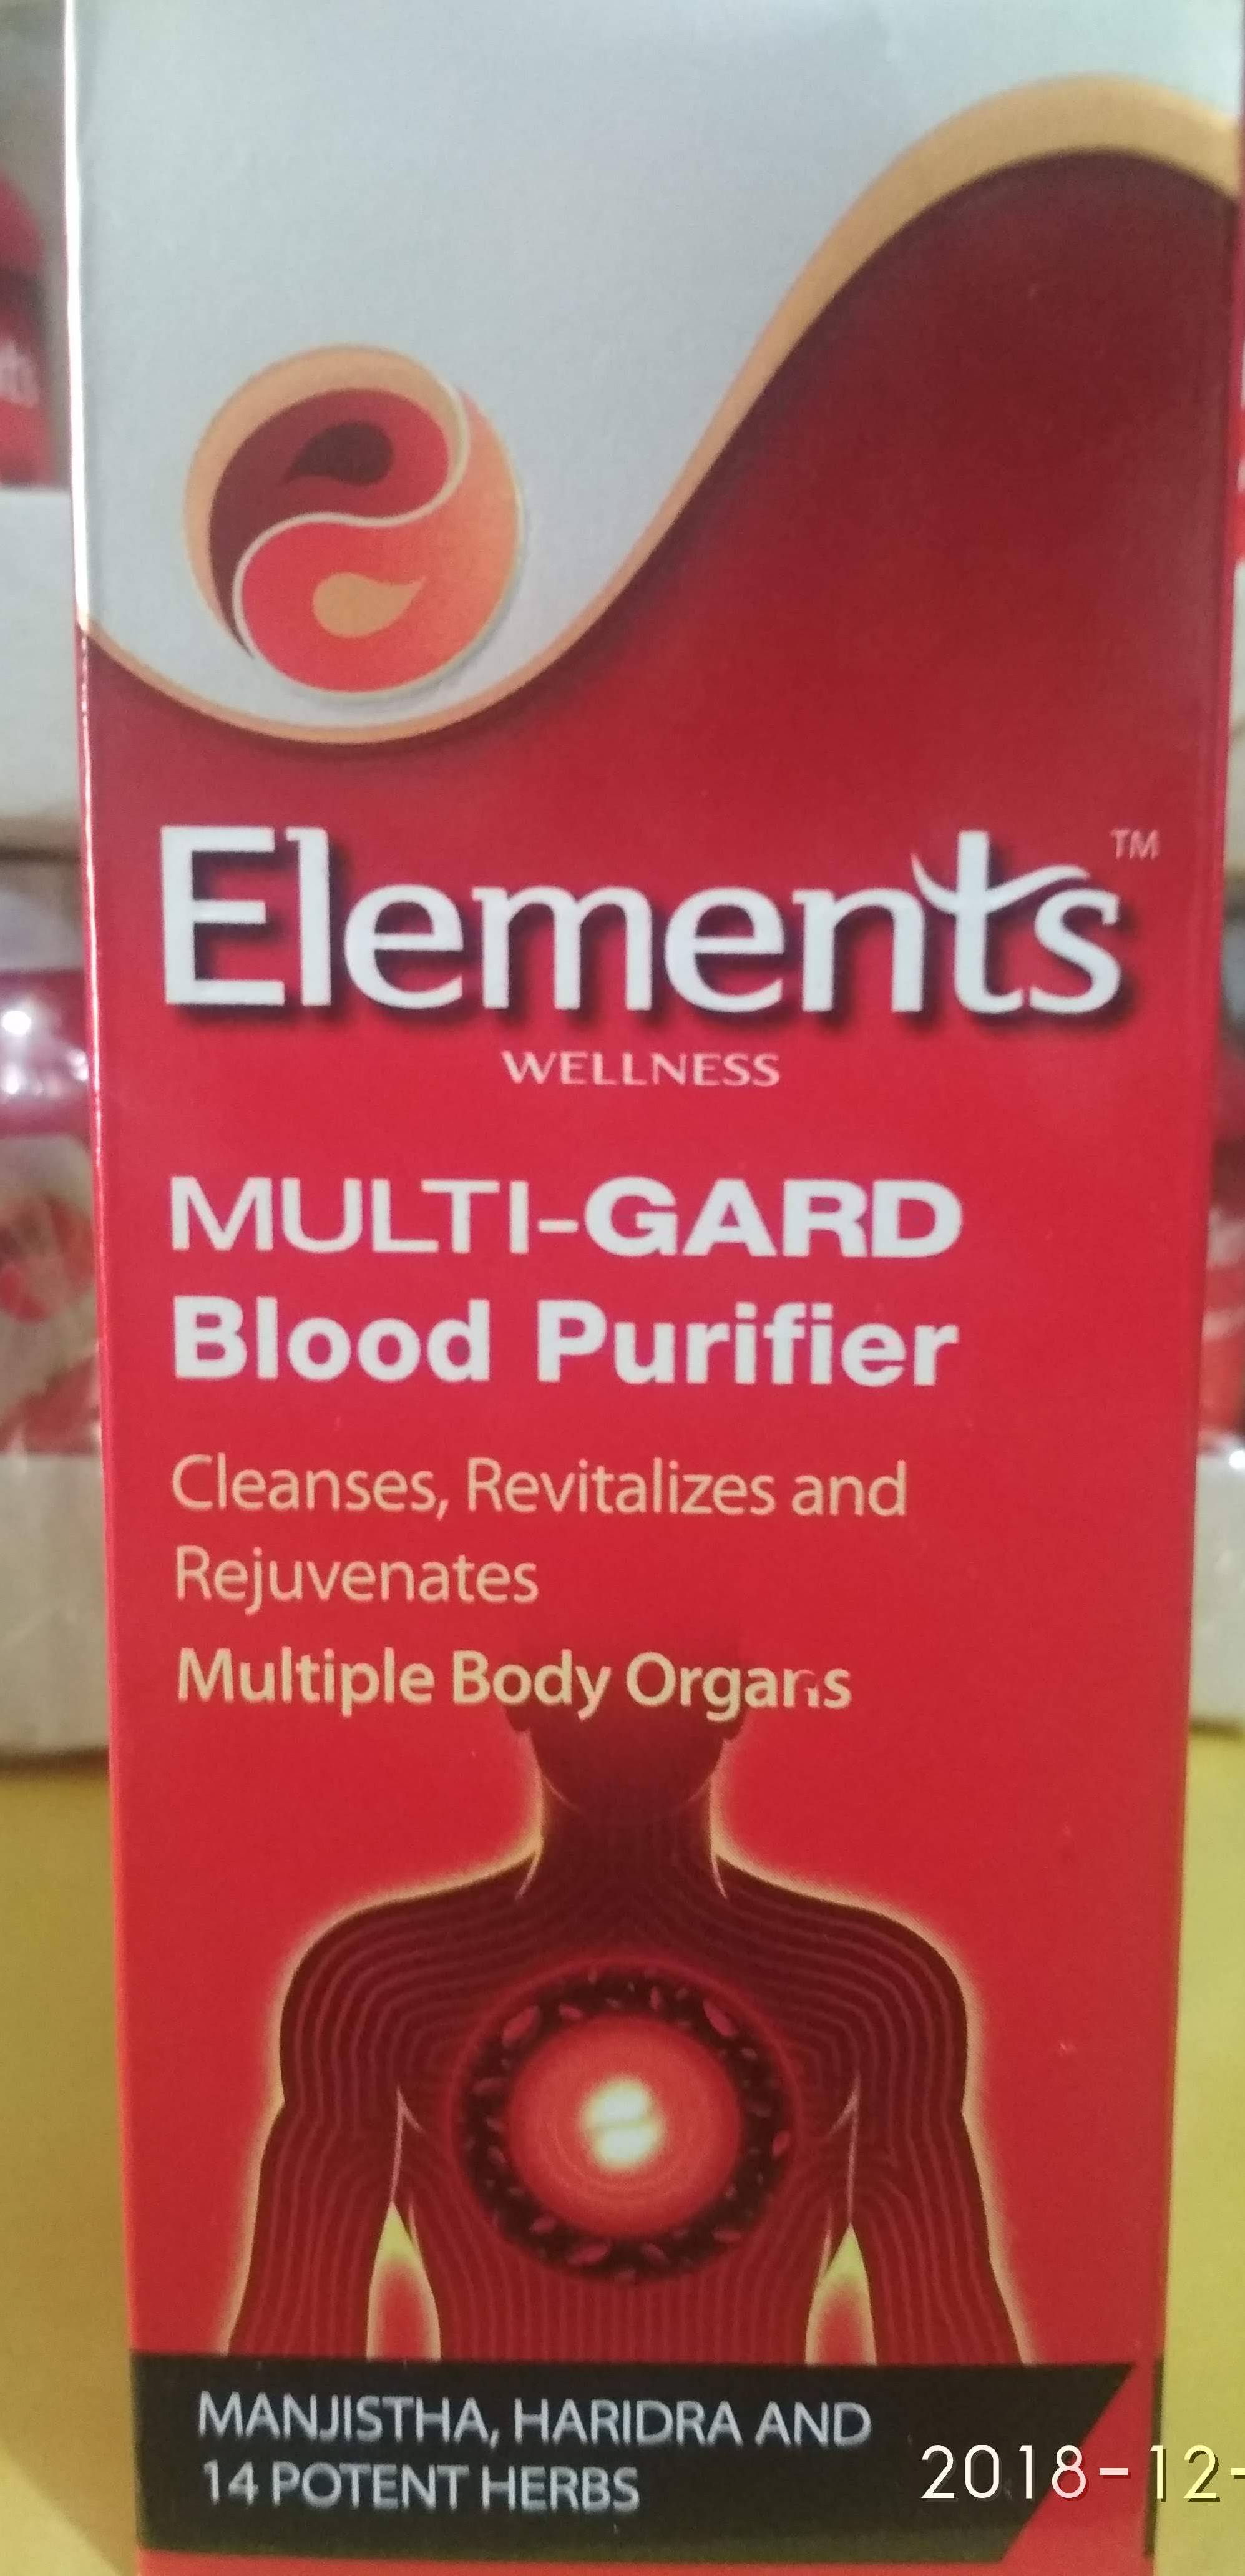 Elements™
WELLNESS
MULTI-GARD
Blood Purifier
Cleanses, Revitalizes and
Rejuvenates
Multiple Body Organs
MANJISTHA, HARIDRA AND
14 POTENT HERBS
2018-12-